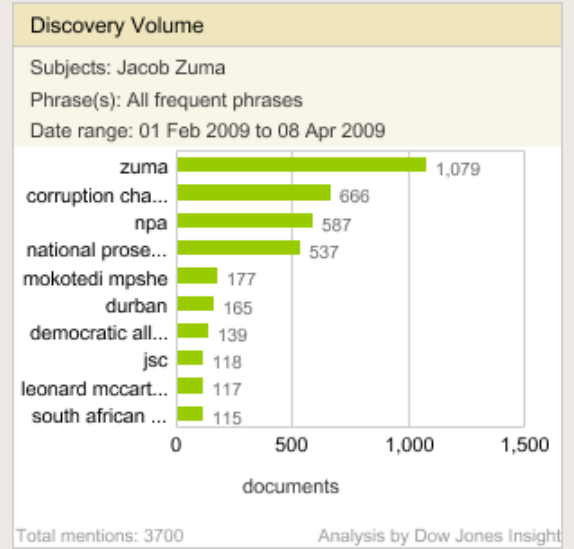 Discovery Volume
Subjects: Jacob Zuma
Phrase(s): All frequent phrases
Date range: 01 Feb 2009 to 08 Apr 2009
zuma 1,079
corruption cha... 666
npa 587
national prose... 537
mokotedi mpshe 177
durban 165
democratic all... 139
jsc 118
leonard mccart... 117
south african ... 115
0 500 1,000 1,500
documents
Total mentions: 3700 Analysis by Dow Jones Insight